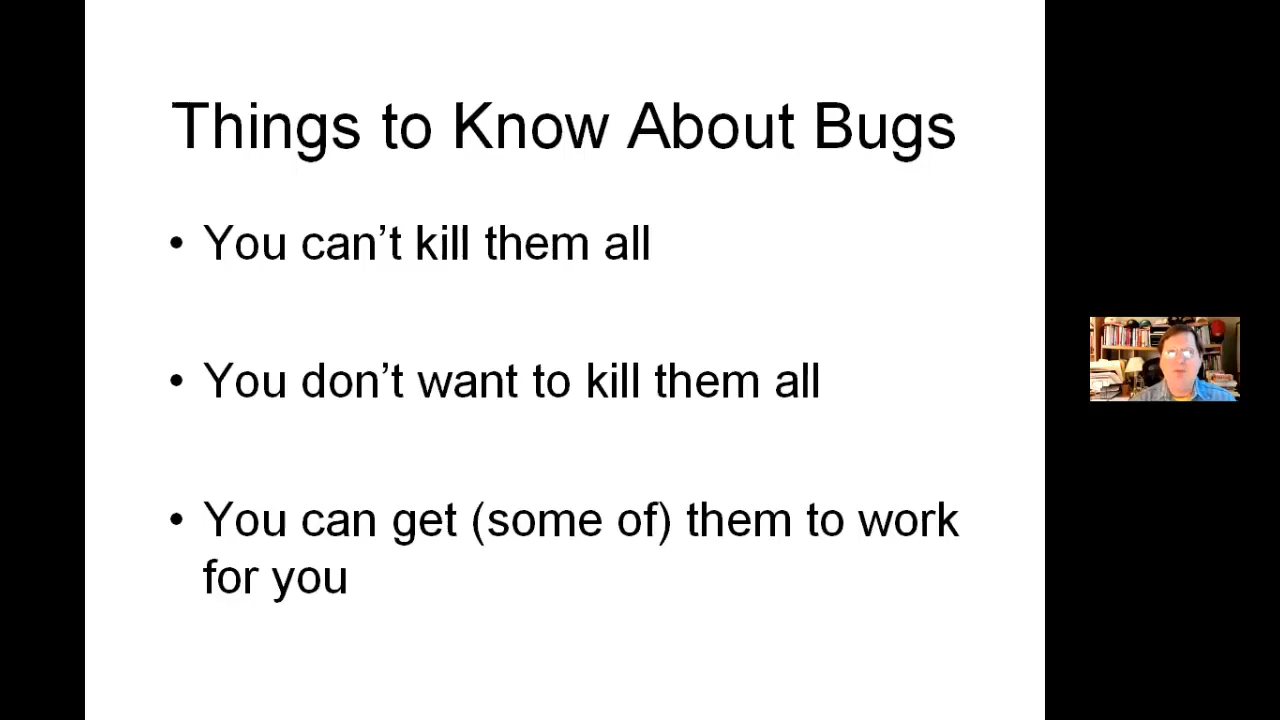 Things to Know About Bugs
• You can’t kill them all
• You don’t want to kill them all
• You can get (some of) them to work
for you